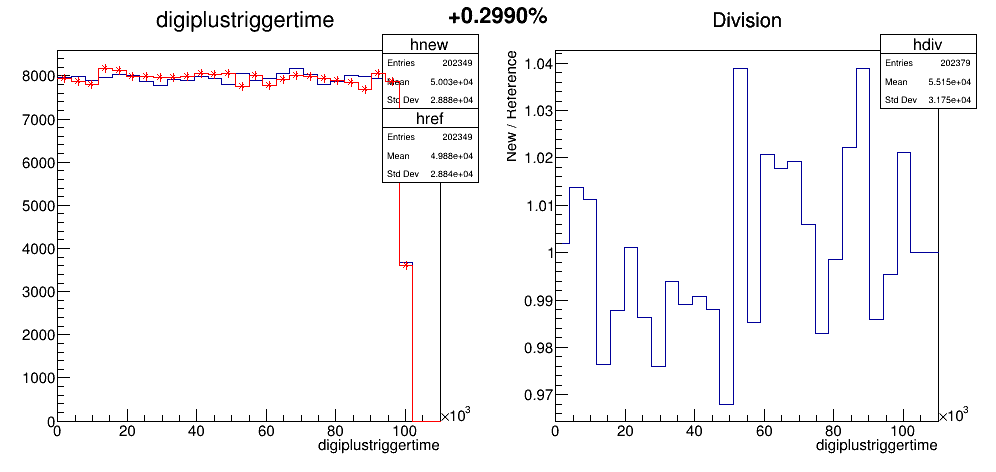 digiplustriggertime
+0.2990%
Division
hnew
Entries 202349
Mean 5.003e+04
Std Dev 2.888e+04
href
Entries 202349
Mean 4.988e+04
Std Dev 2.884e+04
8000
7000
6000
5000
4000
3000
2000
1000
0
0 20 40 60 80 100
×10³
digiplustriggertime
hdiv
Entries 202379
Mean 5.515e+04
Std Dev 3.175e+04
New / Reference
1.04
1.03
1.02
1.01
1
0.99
0.98
0.97
0 20 40 60 80 100
×10³
digiplustriggertime